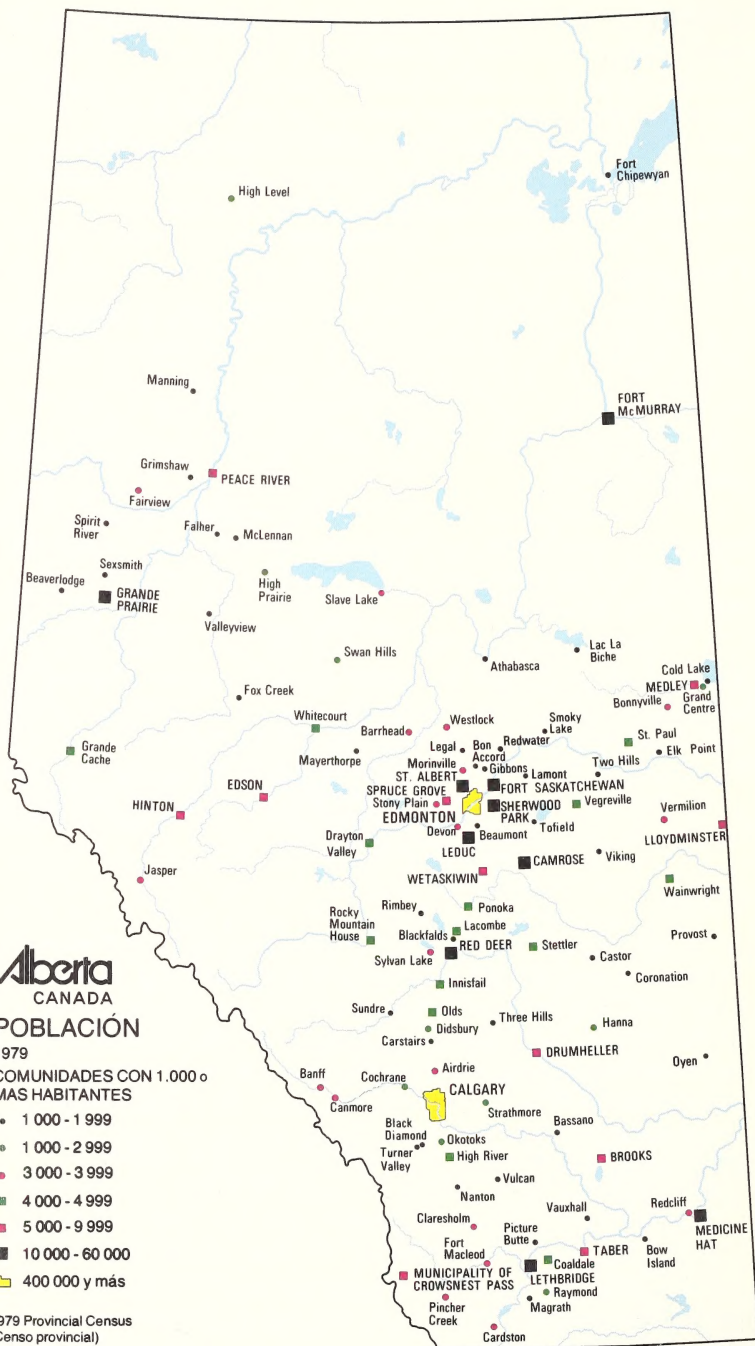 Fort
Chipewyan
High Level
Manning
FORT
McMURRAY
Grimshaw
PEACE RIVER
Fairview
Spirit
River
Falher
McLennan
Sexsmith
Beaverlodge
GRANDE
PRAIRIE
High
Prairie
Slave Lake
Valleyview
Swan Hills
Athabasca
Lac La
Biche
Cold Lake
MEDLEY
Grand
Centre
Bonnyville
Fox Creek
Whitecourt
Barrhead
Westlock
Smoky
Lake
St. Paul
Elk Point
Grande
Cache
Mayerthorpe
Legal
Bon
Accord
Redwater
Morinville
Gibbons
Lamont
Two Hills
ST. ALBERT
FORT SASKATCHEWAN
EDSON
SPRUCE GROVE
Stony Plain
SHERWOOD
PARK
Vegreville
HINTON
EDMONTON
Vermilion
Devon
Beaumont
Tofield
LLOYDMINSTER
Drayton
Valley
LEDUC
CAMROSE
Viking
Jasper
WETASKIWIN
Wainwright
Rimbey
Ponoka
Rocky
Mountain
House
Lacombe
Blackfalds
RED DEER
Stettler
Provost
Sylvan Lake
Castor
Coronation
Innisfail
Sundre
Olds
Didsbury
Three Hills
Hanna
Carstairs
DRUMHELLER
Oyen
Banff
Canmore
Cochrane
Airdrie
CALGARY
Strathmore
Black
Diamond
Turner
Valley
Okotoks
Bassano
High River
BROOKS
Vulcan
Nanton
Vauxhall
Redcliff
MEDICINE
HAT
Claresholm
Picture
Butte
Fort
Macleod
Bow
Island
MUNICIPALITY OF
CROWSNEST PASS
Coaldale
TABER
LETHBRIDGE
Raymond
Pincher
Creek
Magrath
Cardston
Alberta
CANADA
POBLACIÓN
1979
COMUNIDADES CON 1.000 o
MAS HABITANTES
1 000 - 1 999
1 000 - 2 999
3 000 - 3 999
4 000 - 4 999
5 000 - 9 999
10 000 - 60 000
400 000 y más
1979 Provincial Census
(Censo provincial)